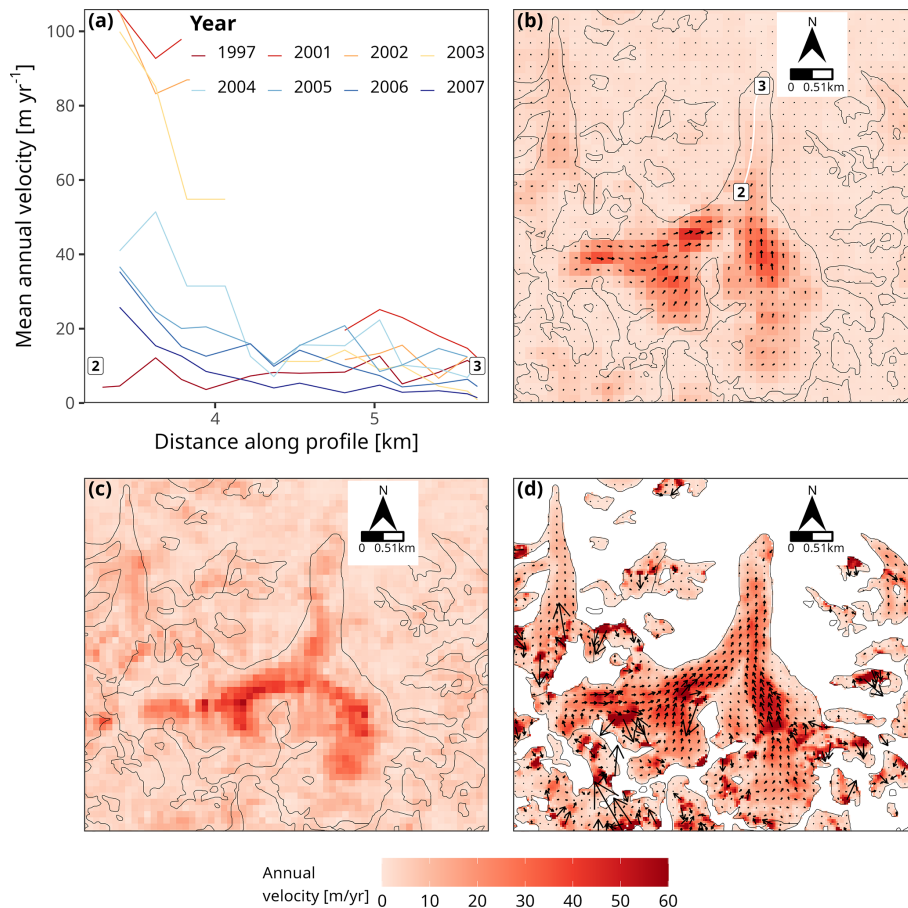 (a)
Year
1997 2001 2002 2003
2004 2005 2006 2007
Mean annual velocity [m yr⁻¹]
100
80
60
40
20
0
2
3
4 5
Distance along profile [km]
(b)
N
0 0.51km
3
2
(c)
N
0 0.51km
(d)
N
0 0.51km
Annual
velocity [m/yr]
0 10 20 30 40 50 60